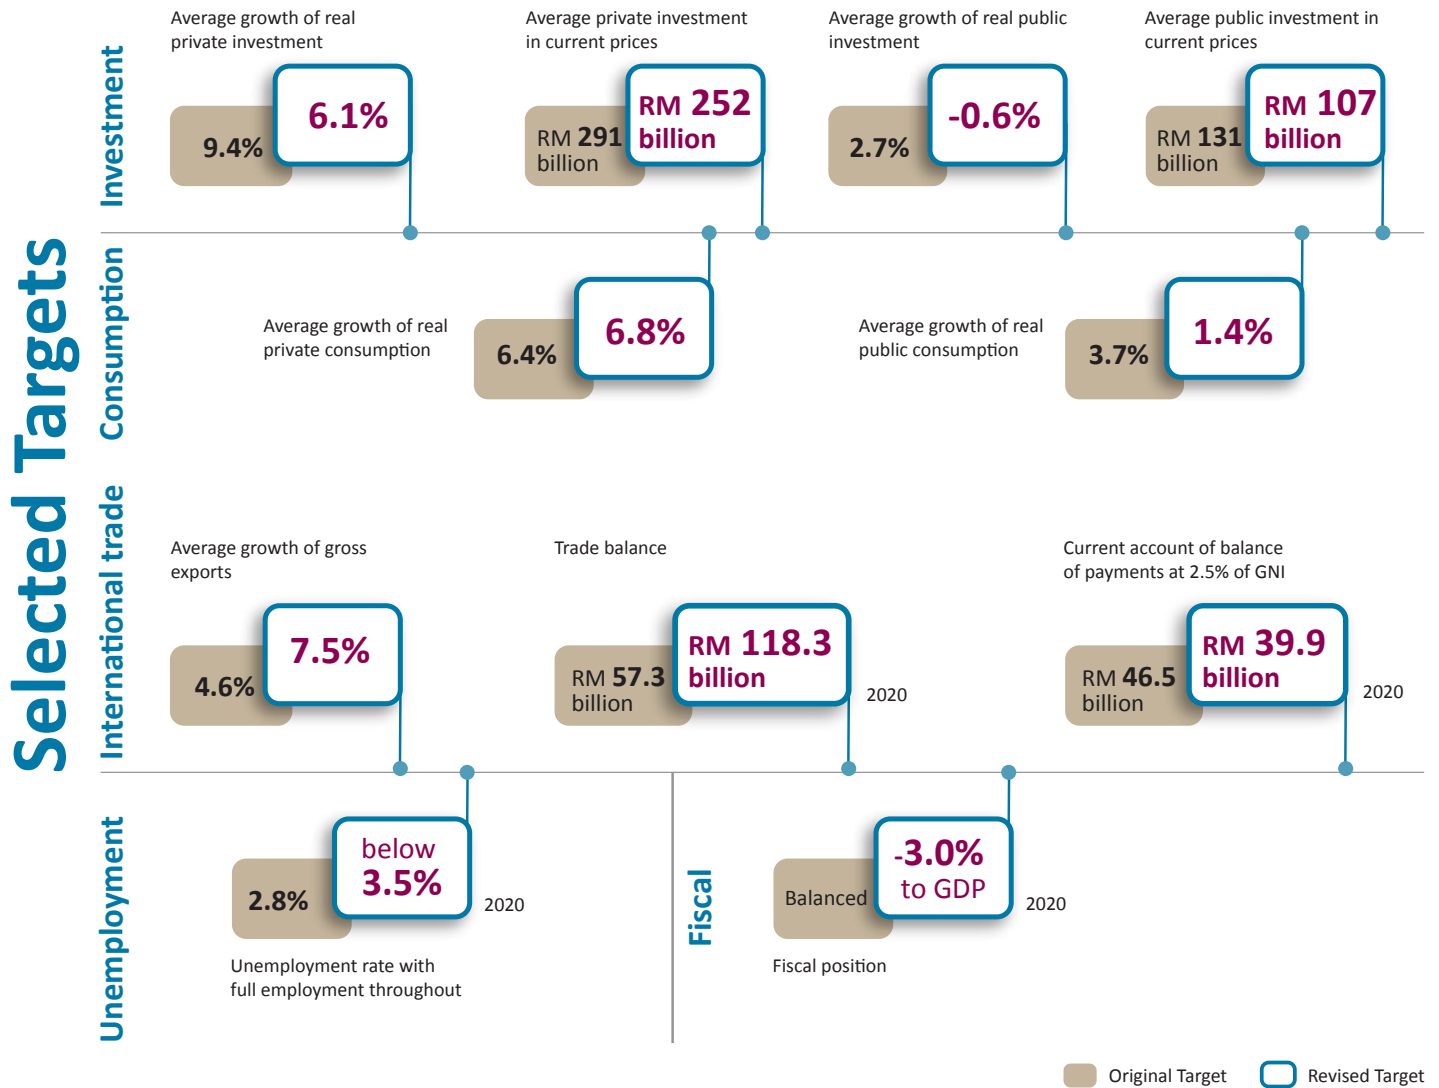 Selected Targets
Investment
Average growth of real
private investment
9.4%
6.1%
Average private investment
in current prices
RM 291
billion
RM 252
billion
Average growth of real public
investment
2.7%
-0.6%
Average public investment in
current prices
RM 131
billion
RM 107
billion
Consumption
Average growth of real
private consumption
6.4%
6.8%
Average growth of real
public consumption
3.7%
1.4%
International trade
Average growth of gross
exports
4.6%
7.5%
Trade balance
RM 57.3
billion
RM 118.3
billion
2020
Current account of balance
of payments at 2.5% of GNI
RM 46.5
billion
RM 39.9
billion
2020
Unemployment
2.8%
below
3.5%
2020
Unemployment rate with
full employment throughout
Fiscal
Balanced
-3.0%
to GDP
2020
Fiscal position
Original Target
Revised Target